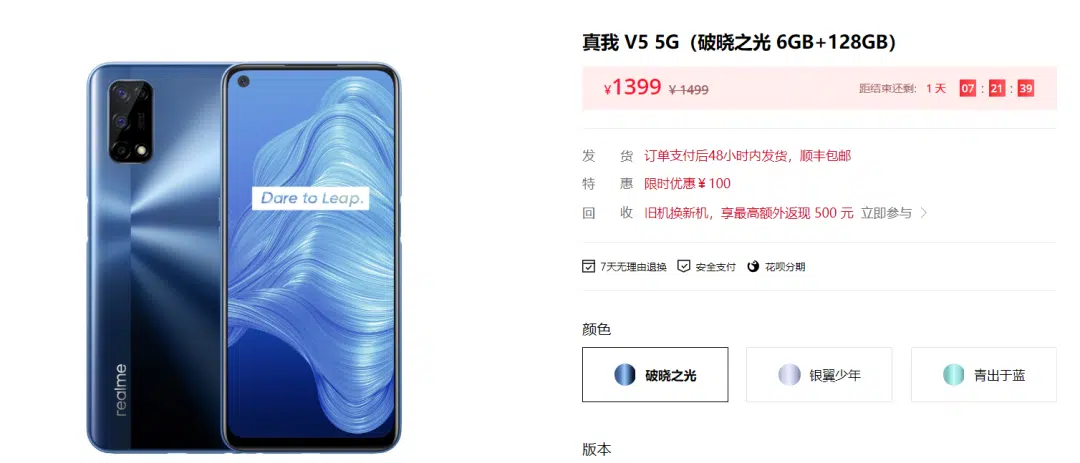 realme
Dare to Leap.
真我 V5 5G（破晓之光 6GB+128GB）
¥1399 ¥ 1499 距结束还剩： 1 天 07 : 21 : 39
发 货 订单支付后48小时内发货，顺丰包邮
特 惠 限时优惠 ¥ 100
回 收 旧机换新机，享最高额外返现 500 元 立即参与
7天无理由退换 安全支付 花呗分期
颜色
破晓之光 银翼少年 青出于蓝
版本